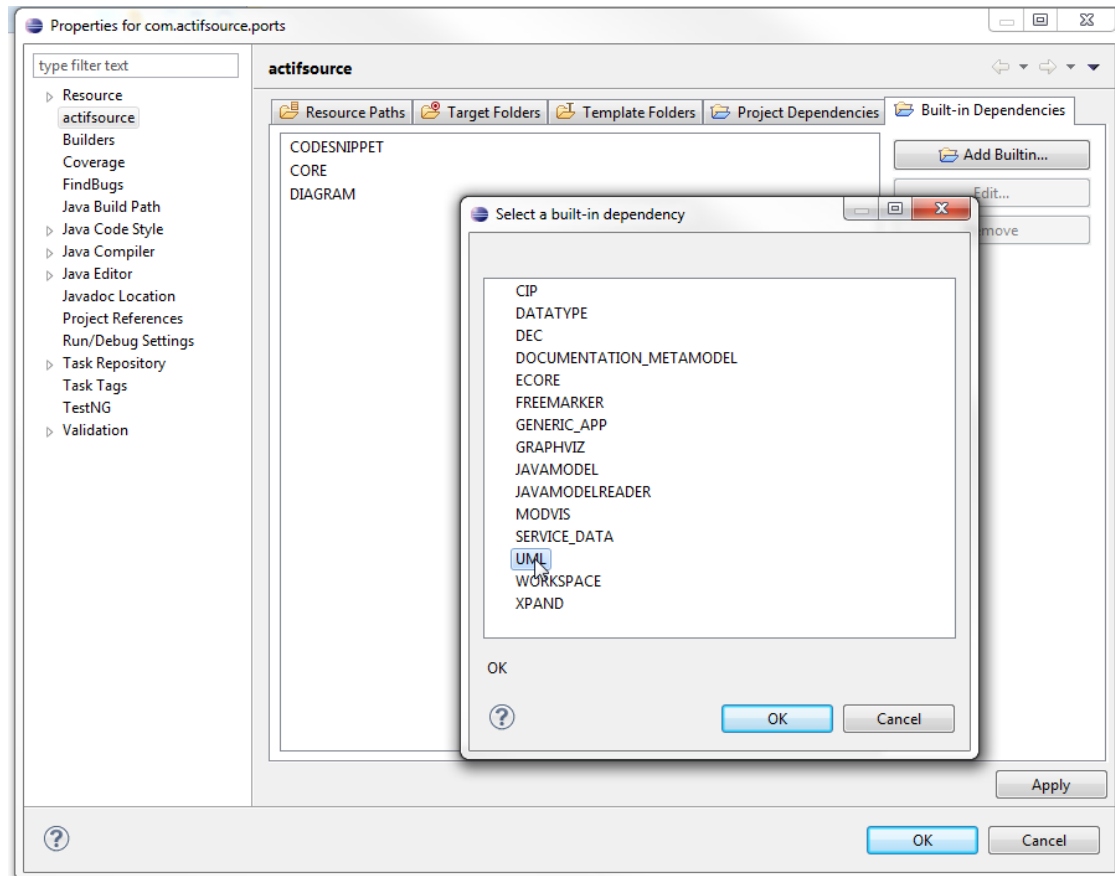 Properties for com.actifsource.ports
type filter text
Resource
actifsource
Builders
Coverage
FindBugs
Java Build Path
Java Code Style
Java Compiler
Java Editor
Javadoc Location
Project References
Run/Debug Settings
Task Repository
Task Tags
TestNG
Validation
actifsource
Resource Paths Target Folders Template Folders Project Dependencies Built-in Dependencies
CODESNIPPET
CORE
DIAGRAM
Add Builtin...
Edit...
move
Select a built-in dependency
CIP
DATATYPE
DEC
DOCUMENTATION_METAMODEL
ECORE
FREEMARKER
GENERIC_APP
GRAPHVIZ
JAVAMODEL
JAVAMODELREADER
MODVIS
SERVICE_DATA
UML
WORKSPACE
XPAND
OK
OK Cancel
Apply
OK Cancel